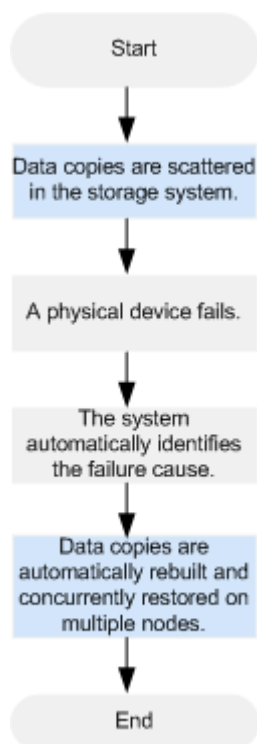 Start
Data copies are scattered
in the storage system.
A physical device fails.
The system
automatically identifies
the failure cause.
Data copies are
automatically rebuilt and
concurrently restored on
multiple nodes.
End